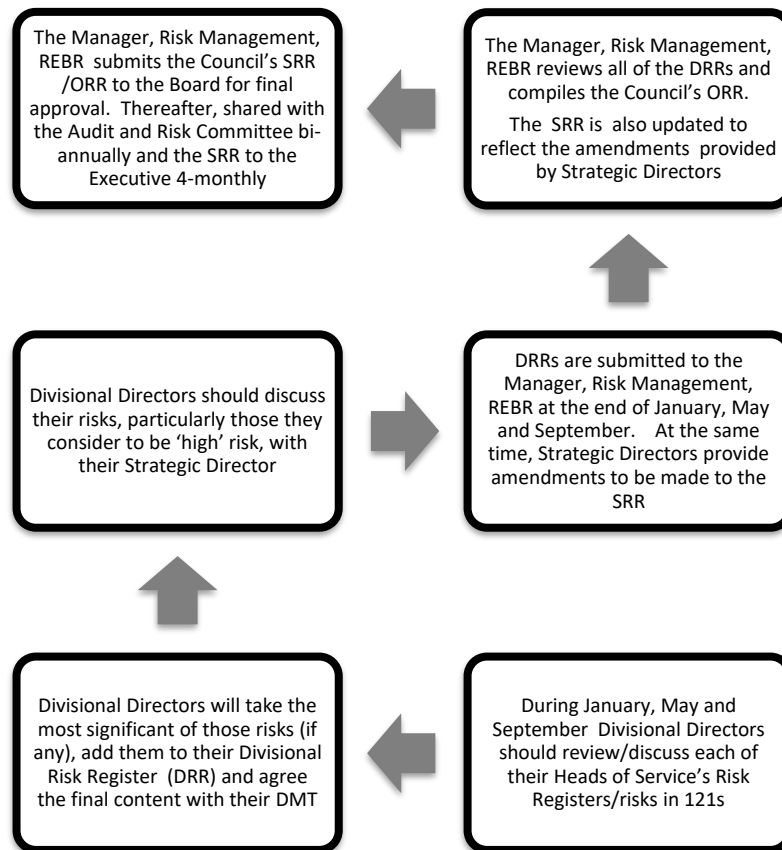 The Manager, Risk Management,
REBR submits the Council’s SRR
/ORR to the Board for final
approval. Thereafter, shared with
the Audit and Risk Committee bi-
annually and the SRR to the
Executive 4-monthly
The Manager, Risk Management,
REBR reviews all of the DRRs and
compiles the Council’s ORR.
The SRR is also updated to
reflect the amendments provided
by Strategic Directors
Divisional Directors should discuss
their risks, particularly those they
consider to be ‘high’ risk, with
their Strategic Director
DRRs are submitted to the
Manager, Risk Management,
REBR at the end of January, May
and September. At the same
time, Strategic Directors provide
amendments to be made to the
SRR
Divisional Directors will take the
most significant of those risks (if
any), add them to their Divisional
Risk Register (DRR) and agree
the final content with their DMT
During January, May and
September Divisional Directors
should review/discuss each of
their Heads of Service’s Risk
Registers/risks in 121s